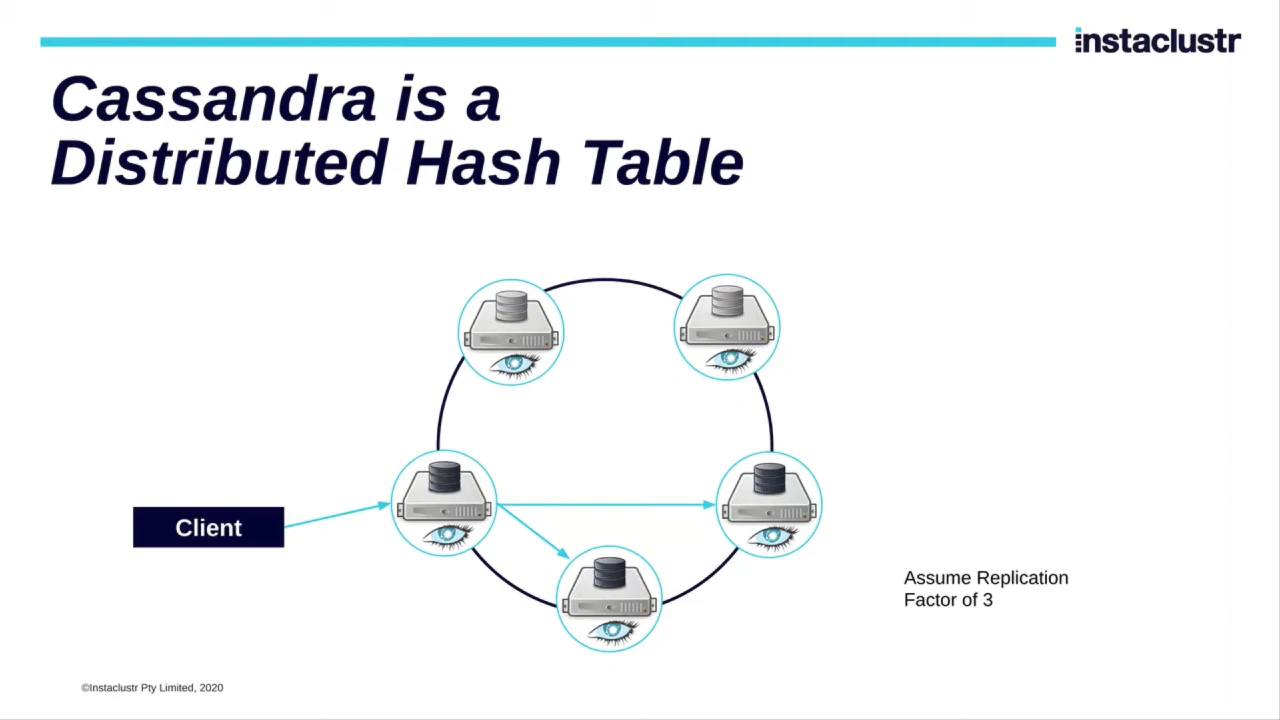 instaclustr
Cassandra is a
Distributed Hash Table
Client
Assume Replication
Factor of 3
©Instaclustr Pty Limited, 2020